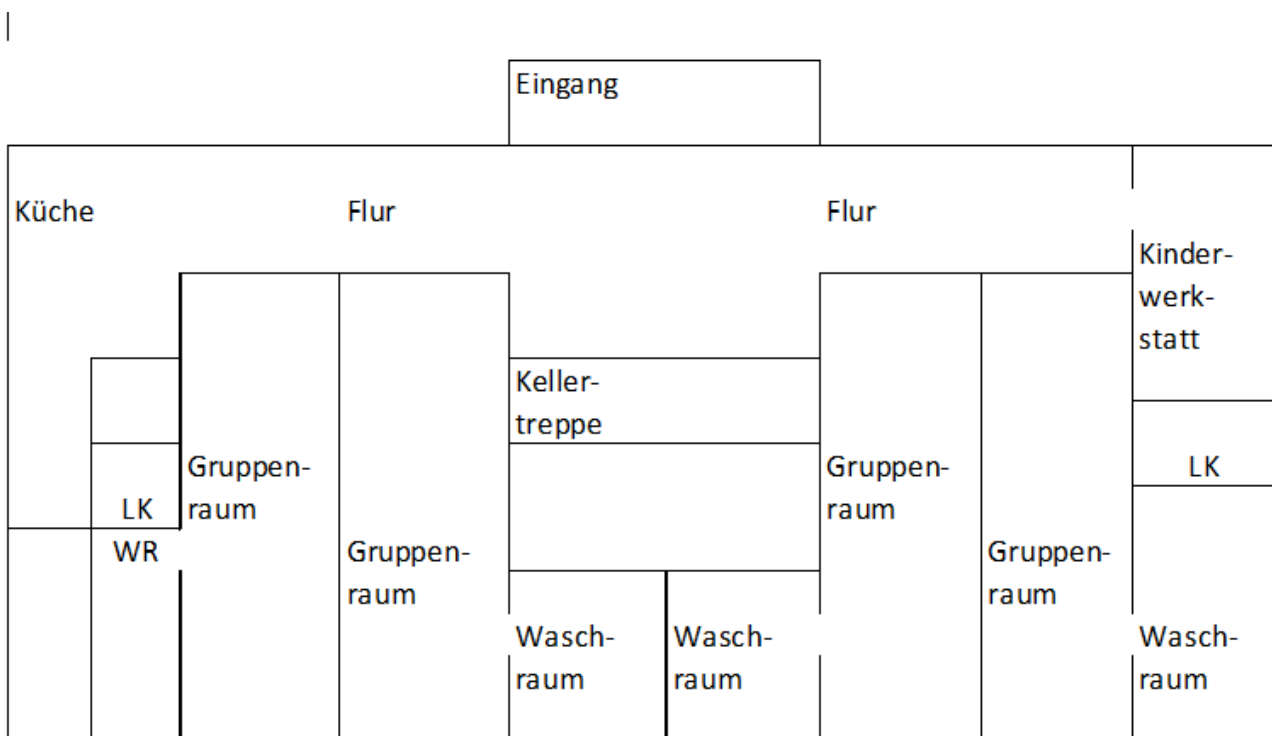 Eingang
Küche
Flur
Flur
Kinder-
werk-
statt
Keller-
treppe
Gruppen-
raum
Gruppen-
raum
LK
LK
WR
Gruppen-
raum
Gruppen-
raum
Wasch-
raum
Wasch-
raum
Wasch-
raum